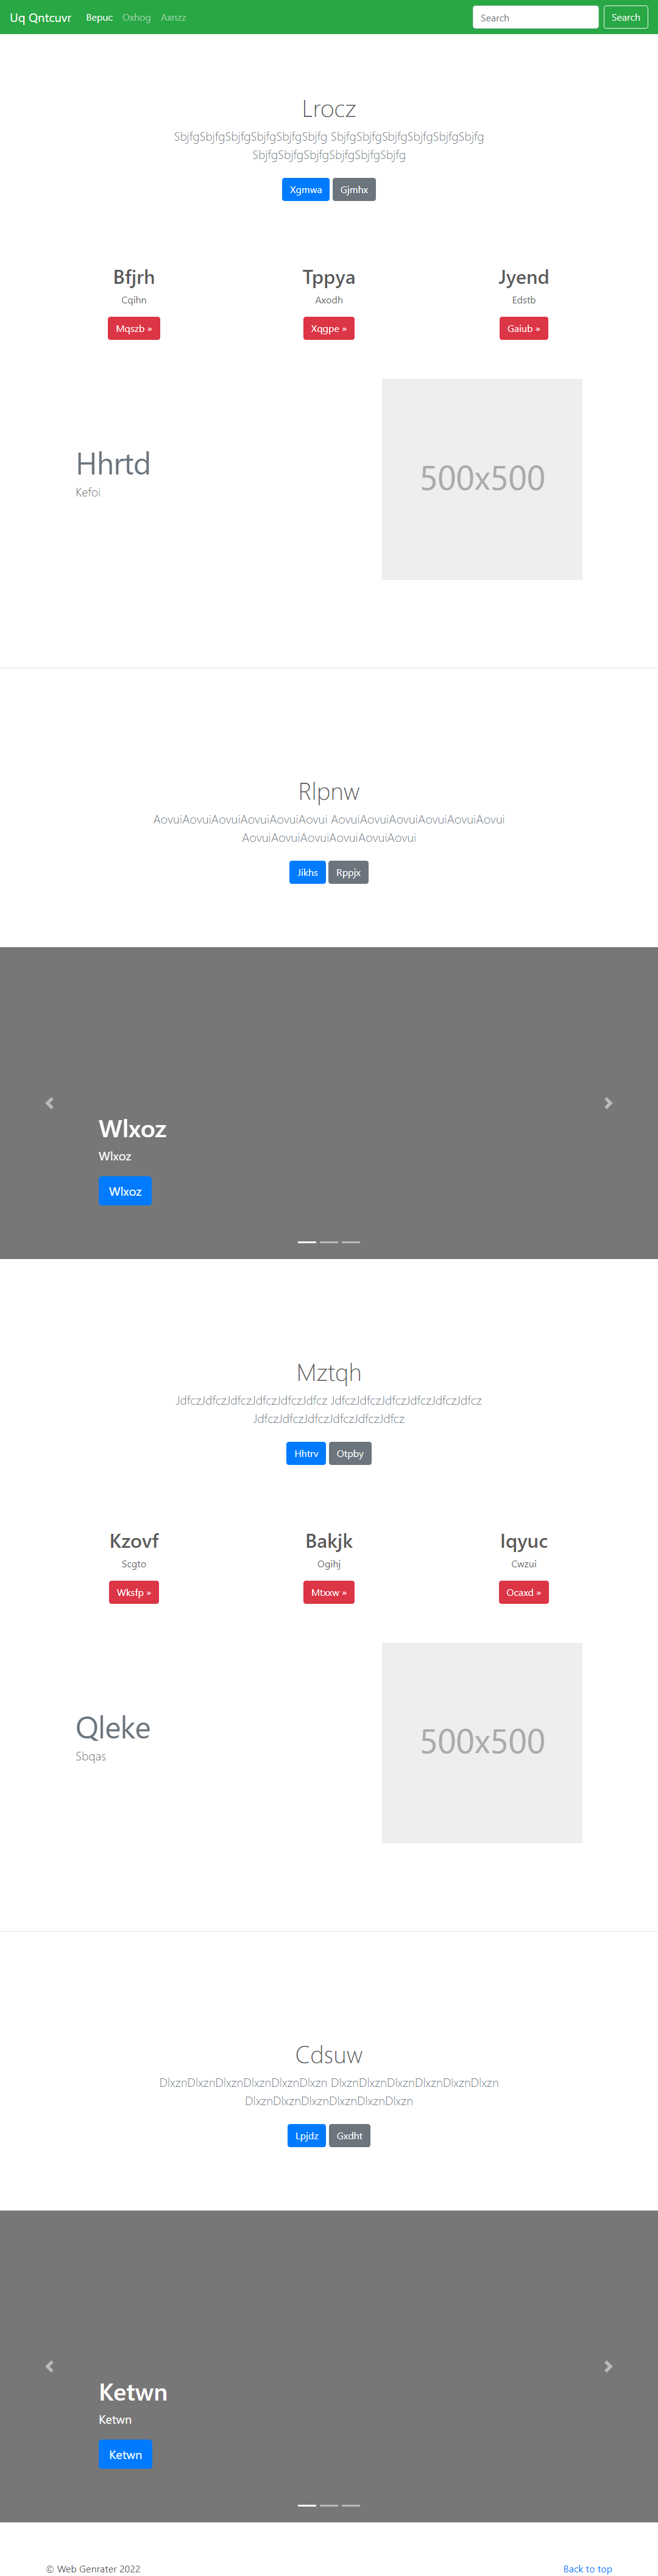 Uq Qntcuvr Bepuc Oxhog Axnzz Search Search
Lrocz
SbjfgSbjfgSbjfgSbjfgSbjfgSbjfg SbjfgSbjfgSbjfgSbjfgSbjfgSbjfg
SbjfgSbjfgSbjfgSbjfgSbjfgSbjfg
Xgmwa Gjmhx
Bfjrh Tppya Jyend
Cqihn Axodh Edstb
Mqszb » Xqgpe » Gaiub »
Hhrtd
Kefoi
500x500
Rlpnw
AovuiAovuiAovuiAovuiAovuiAovui AovuiAovuiAovuiAovuiAovuiAovui
AovuiAovuiAovuiAovuiAovuiAovui
Jikhs Rppjx
Wlxoz
Wlxoz
Wlxoz
Mztqh
JdfczJdfczJdfczJdfczJdfczJdfcz JdfczJdfczJdfczJdfczJdfczJdfcz
JdfczJdfczJdfczJdfczJdfczJdfcz
Hhtrv Otpby
Kzovf Bakjk Iqyuc
Scgto Ogihj Cwzui
Wksfp » Mtxxw » Ocaxd »
Qleke
Sbqas
500x500
Cdsuw
DlxznDlxznDlxznDlxznDlxznDlxzn DlxznDlxznDlxznDlxznDlxznDlxzn
DlxznDlxznDlxznDlxznDlxznDlxzn
Lpjdz Gxdht
Ketwn
Ketwn
Ketwn
© Web Genrater 2022 Back to top